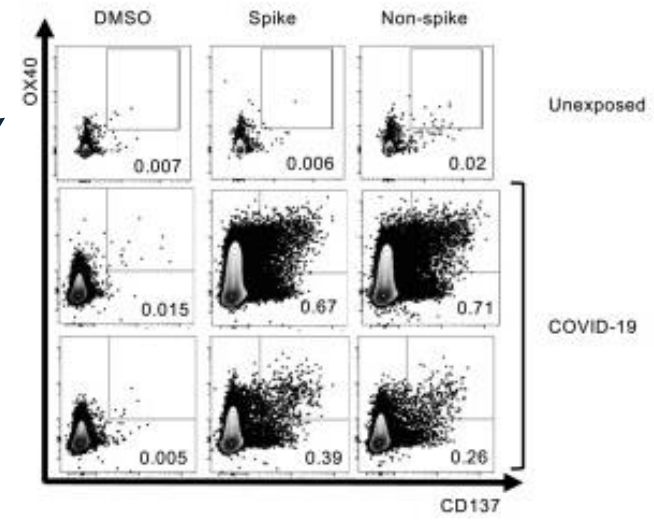 DMSO Spike Non-spike
OX40
Unexposed
0.007 0.006 0.02
0.015 0.67 0.71
COVID-19
0.005 0.39 0.26
CD137